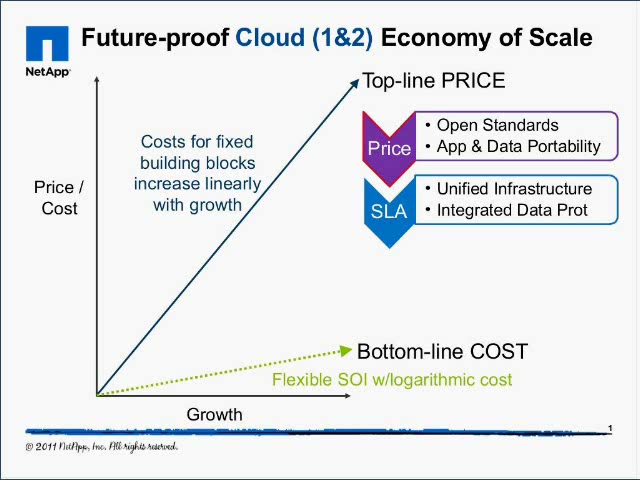 Future-proof Cloud (1&2) Economy of Scale
NetApp
Top-line PRICE
Costs for fixed
building blocks
increase linearly
with growth
Price /
Cost
Price
• Open Standards
• App & Data Portability
SLA
• Unified Infrastructure
• Integrated Data Prot
Bottom-line COST
Flexible SOI w/logarithmic cost
Growth
1
© 2011 NetApp, Inc. All rights reserved.